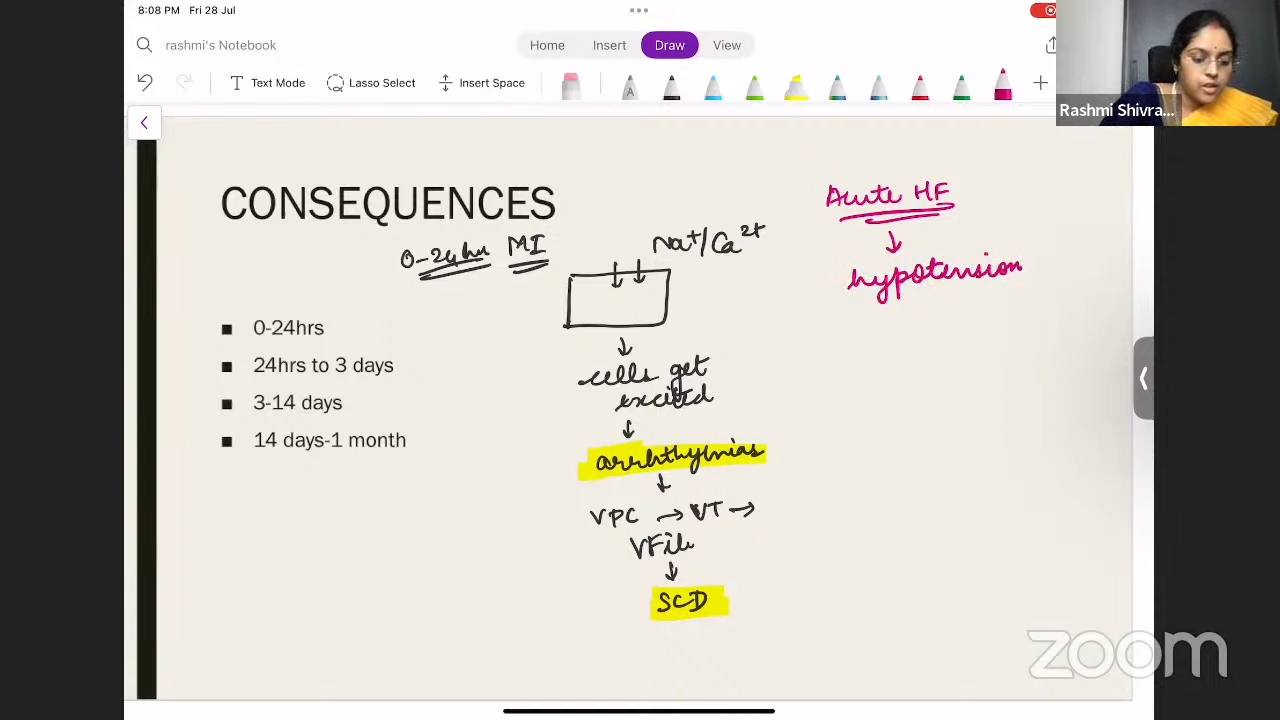 8:08 PM Fri 28 Jul
rashmi's Notebook
Home Insert Draw View
Text Mode Lasso Select Insert Space
A
Rashmi Shivra...
CONSEQUENCES
0-24hr MI
Na+/Ca2+
Acute HF
↓
hypotension
■ 0-24hrs
■ 24hrs to 3 days
■ 3-14 days
■ 14 days-1 month
↓
cells get
excited
↓
arrhthylmias
↓
VPC → VT →
VFib
↓
SCD
zoom